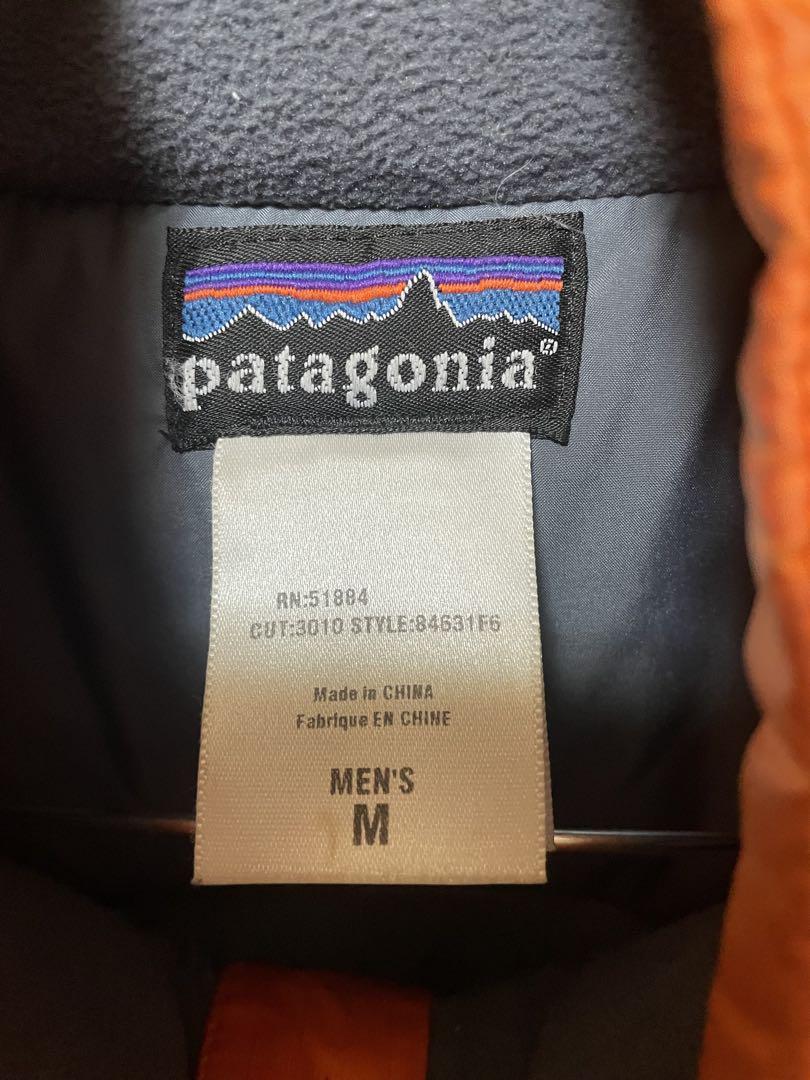 patagonia®
RN:51884
CUT:3010 STYLE:84631F6
Made in CHINA
Fabrique EN CHINE
MEN'S
M